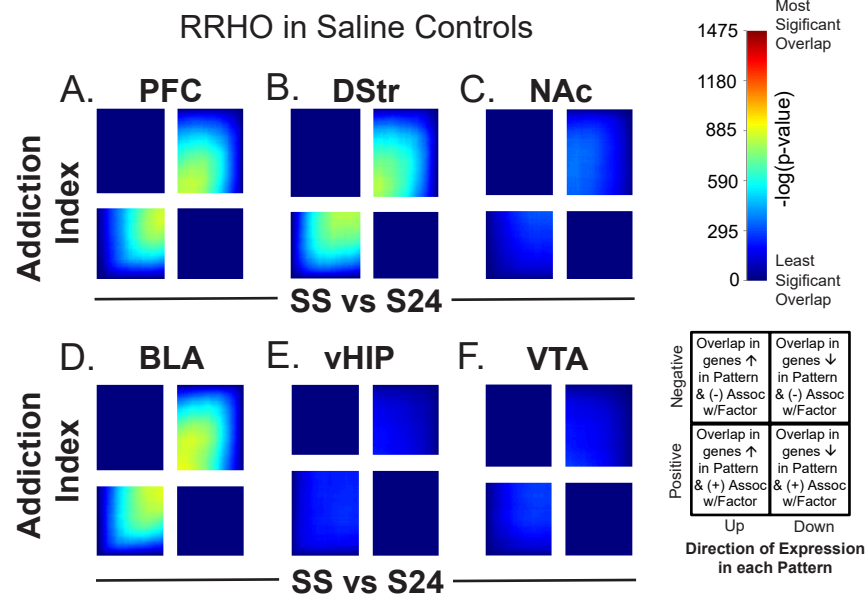 RRHO in Saline Controls
A. PFC
B. DStr
C. NAc
Addiction
Index
SS vs S24
D. BLA
E. vHIP
F. VTA
Addiction
Index
SS vs S24
Most
Sigificant
Overlap
1475
1180
885
590
295
0
-log(p-value)
Least
Sigificant
Overlap
Negative
Overlap in
genes ↑
in Pattern
& (-) Assoc
w/Factor
Overlap in
genes ↓
in Pattern
& (-) Assoc
w/Factor
Positive
Overlap in
genes ↑
in Pattern
& (+) Assoc
w/Factor
Overlap in
genes ↓
in Pattern
& (+) Assoc
w/Factor
Up
Down
Direction of Expression
in each Pattern